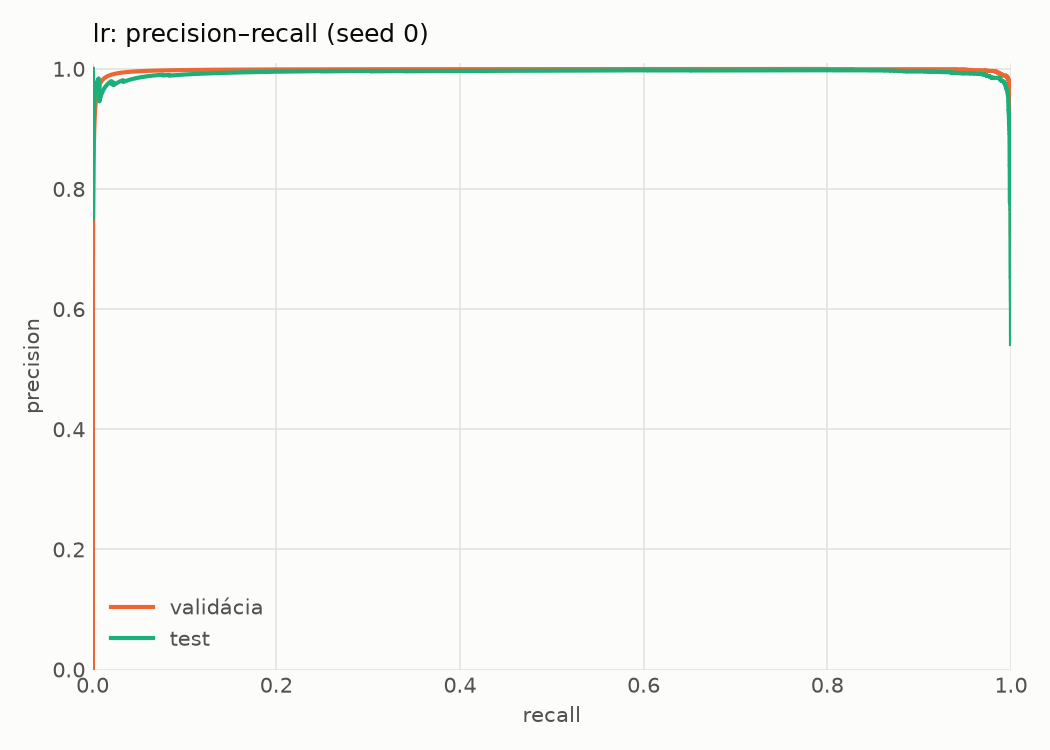 lr: precision–recall (seed 0)
1.0
0.8
0.6
0.4
0.2
0.0
precision
validácia
test
0.0 0.2 0.4 0.6 0.8 1.0
recall